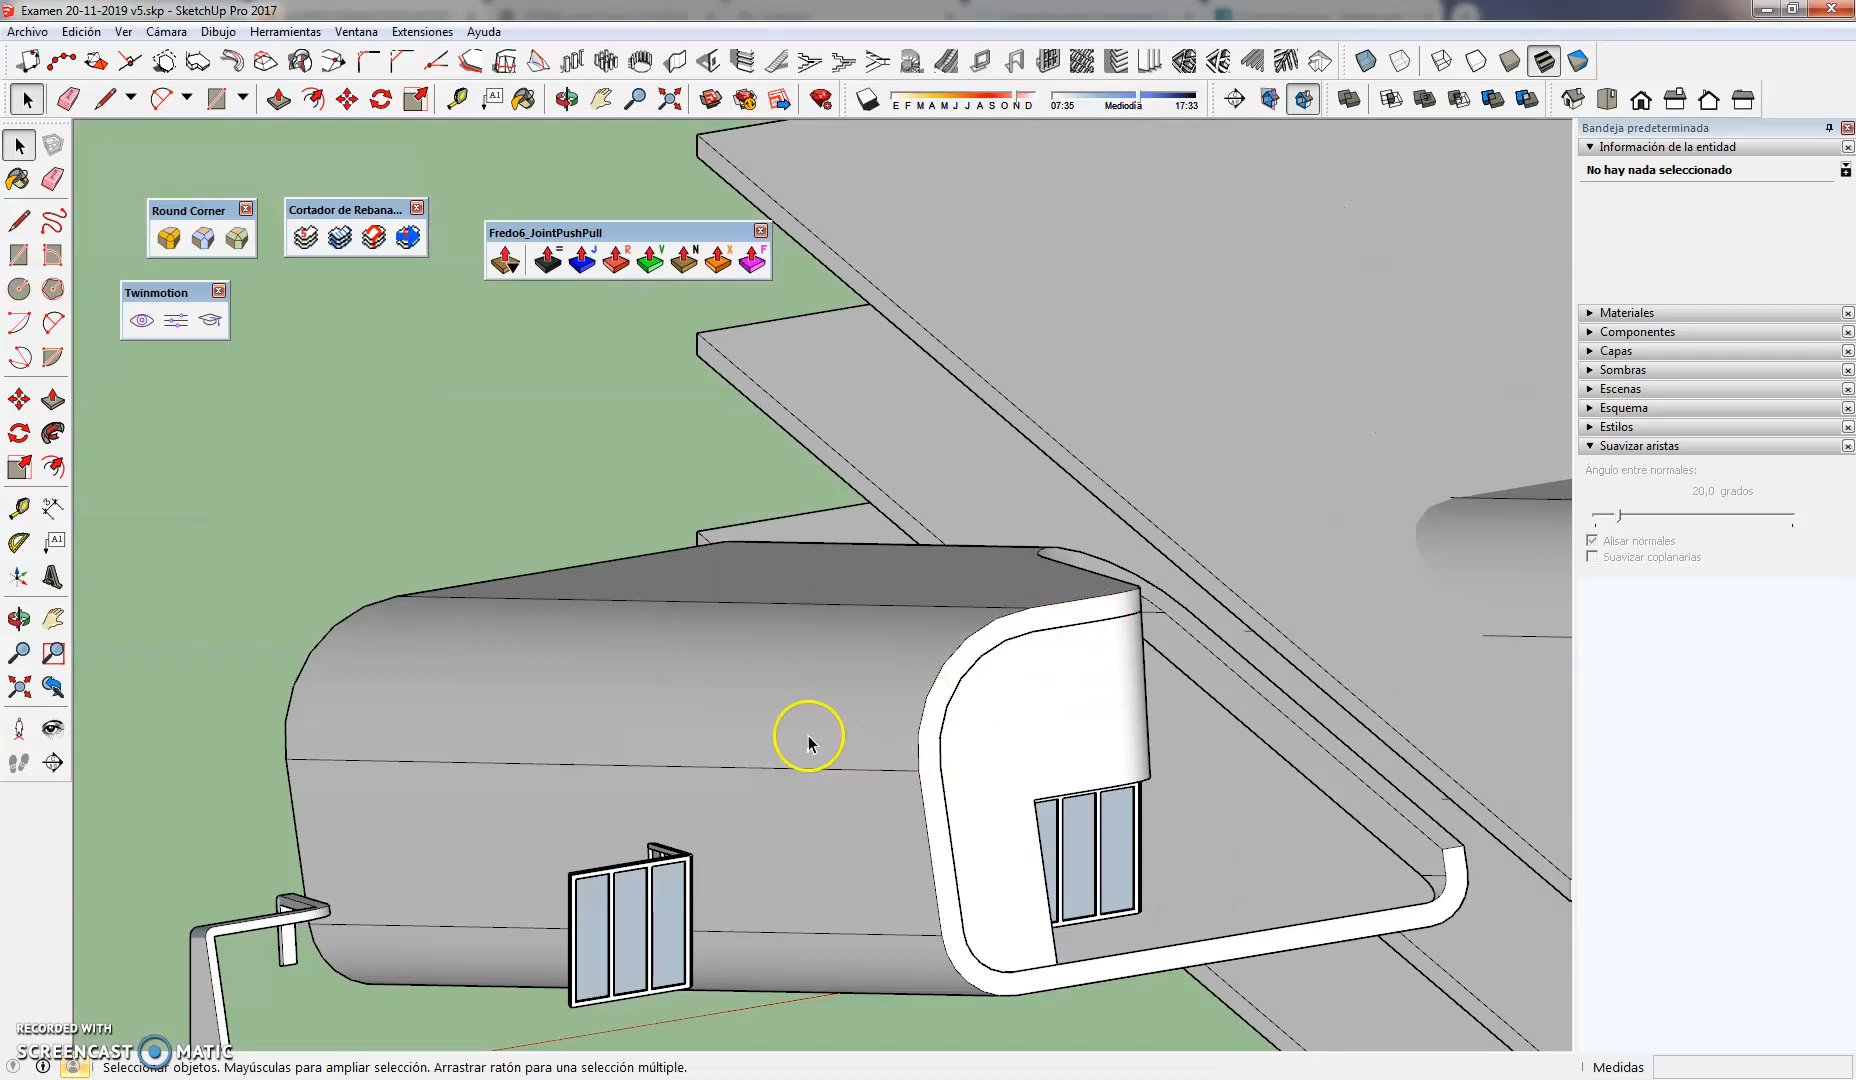 Examen 20-11-2019 v5.skp - SketchUp Pro 2017
Archivo Edición Ver Cámara Dibujo Herramientas Ventana Extensiones Ayuda
A1
E F M A M J J A S O N D
07:35 Mediodía 17:33
Bandeja predeterminada
Información de la entidad
No hay nada seleccionado
Round Corner
Cortador de Rebana...
Fredo6_JointPushPull
= J R V N X F
Twinmotion
Materiales
Componentes
Capas
Sombras
Escenas
Esquema
Estilos
Suavizar aristas
Ángulo entre normales:
20,0 grados
Alisar normales
Suavizar coplanarias
A1
RECORDED WITH
SCREENCAST MATIC
Seleccionar objetos. Mayúsculas para ampliar selección. Arrastrar ratón para una selección múltiple.
Medidas